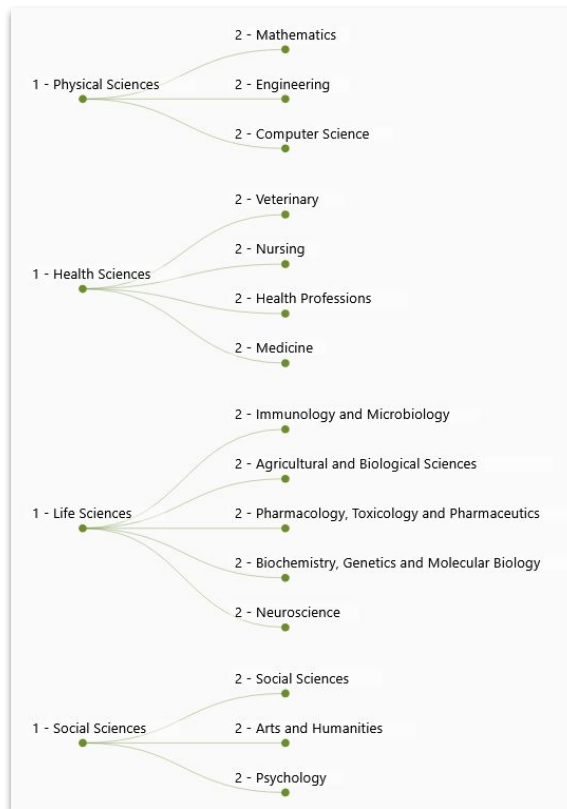 2 - Mathematics
1 - Physical Sciences
2 - Engineering
2 - Computer Science
2 - Veterinary
2 - Nursing
1 - Health Sciences
2 - Health Professions
2 - Medicine
2 - Immunology and Microbiology
2 - Agricultural and Biological Sciences
1 - Life Sciences
2 - Pharmacology, Toxicology and Pharmaceutics
2 - Biochemistry, Genetics and Molecular Biology
2 - Neuroscience
2 - Social Sciences
1 - Social Sciences
2 - Arts and Humanities
2 - Psychology